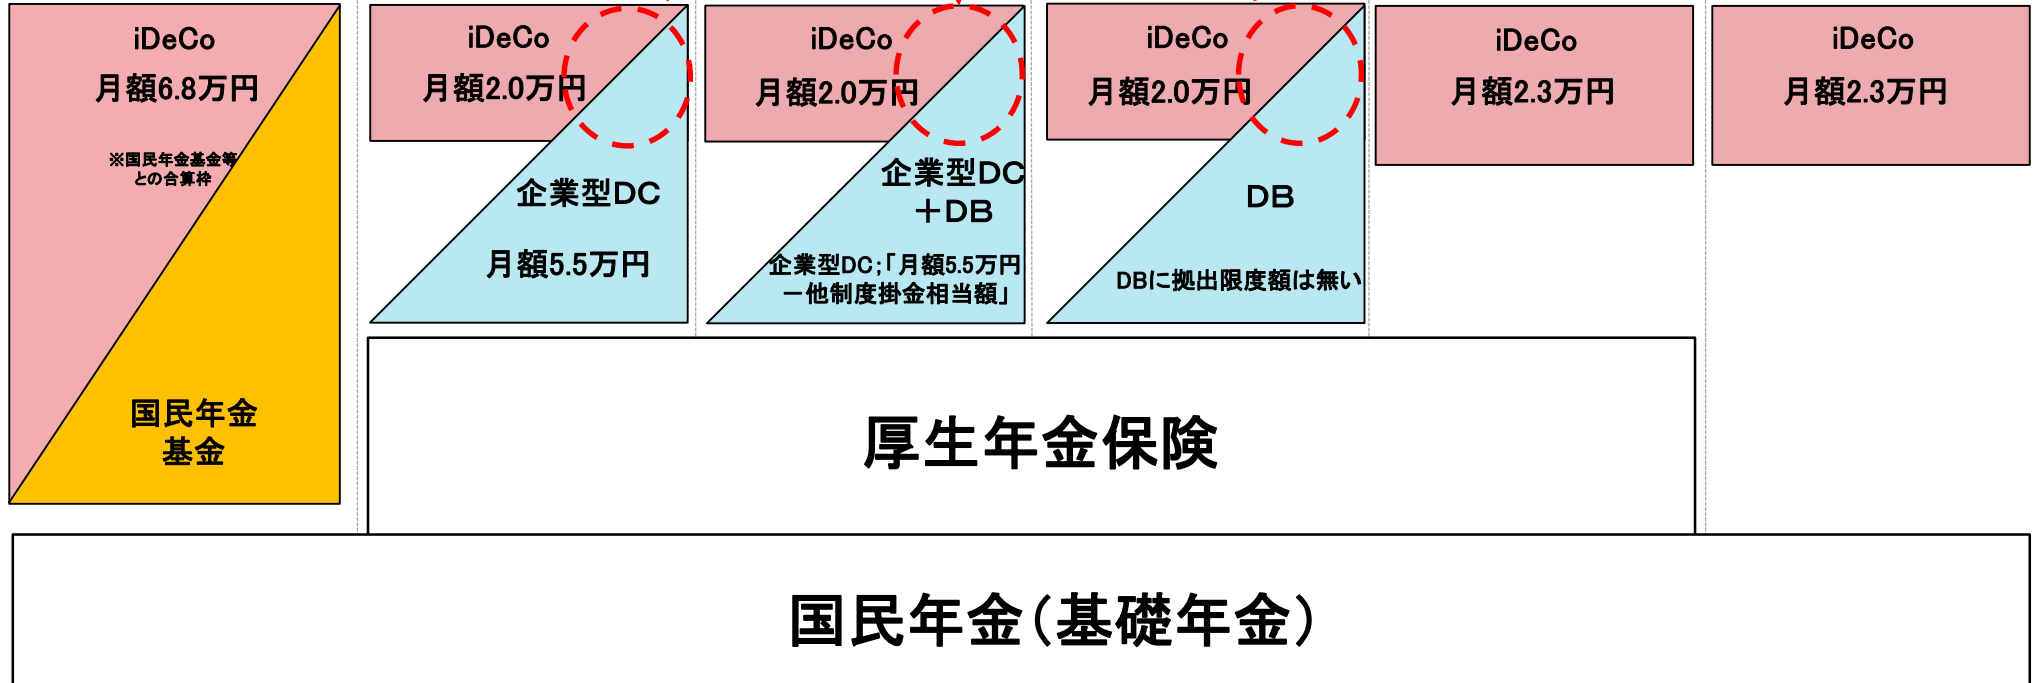 iDeCo
月額6.8万円
※国民年金基金等
との合算枠
国民年金
基金
iDeCo
月額2.0万円
企業型DC
月額5.5万円
iDeCo
月額2.0万円
企業型DC
＋DB
企業型DC;「月額5.5万円
－他制度掛金相当額」
iDeCo
月額2.0万円
DB
DBに拠出限度額は無い
iDeCo
月額2.3万円
iDeCo
月額2.3万円
厚生年金保険
国民年金（基礎年金）